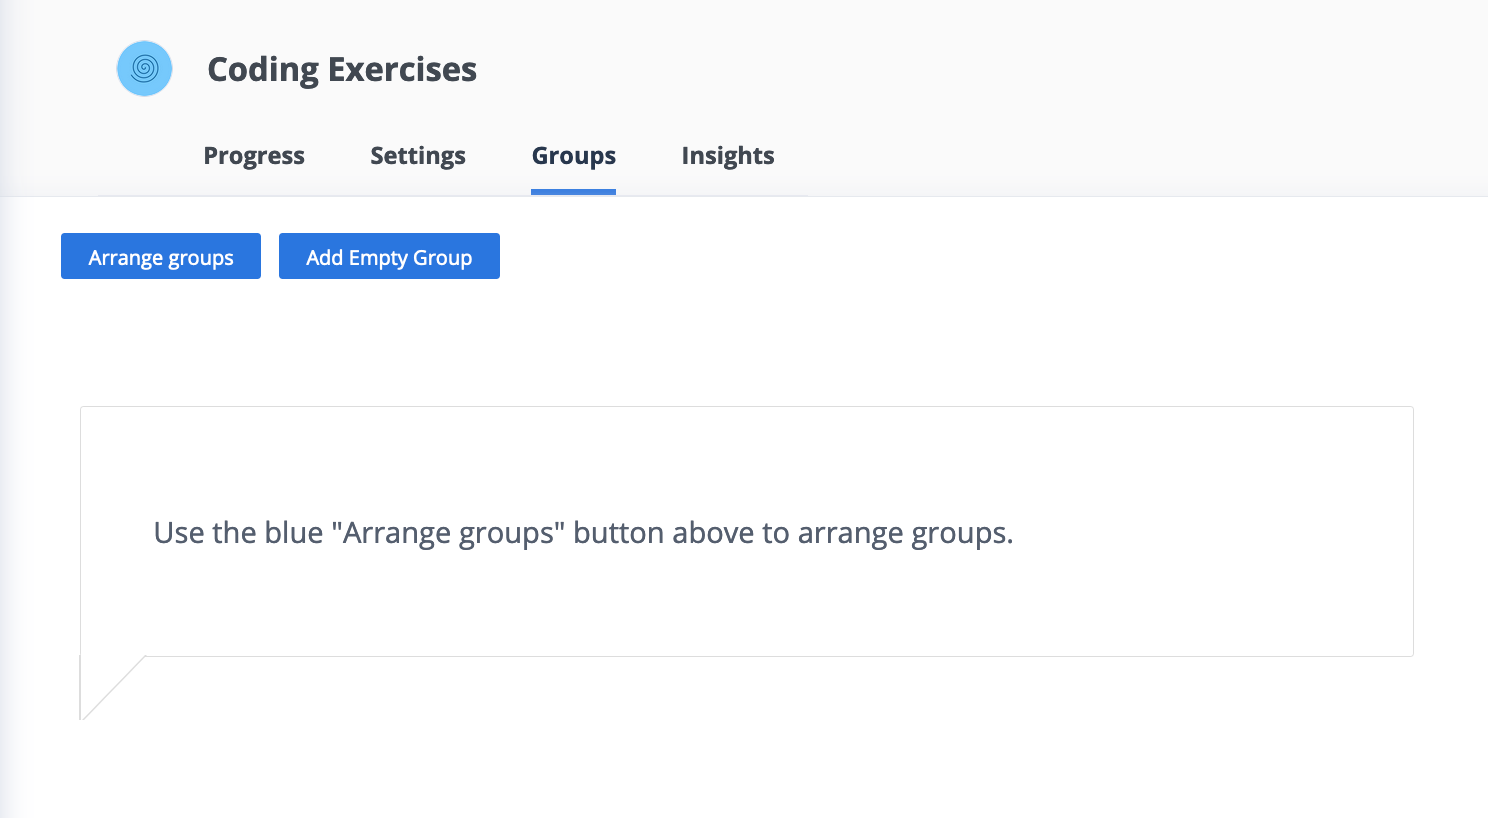 Coding Exercises
Progress Settings Groups Insights
Arrange groups Add Empty Group
Use the blue "Arrange groups" button above to arrange groups.